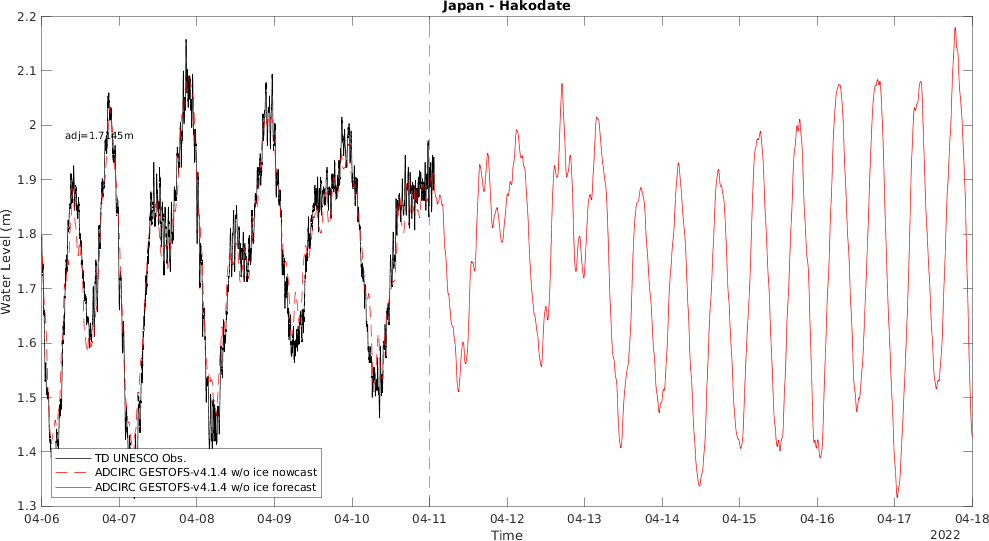 Japan - Hakodate
Water Level (m)
2.2
2.1
2
1.9
1.8
1.7
1.6
1.5
1.4
1.3
adj=1.7145m
TD UNESCO Obs.
ADCIRC GESTOFS-v4.1.4 w/o ice nowcast
ADCIRC GESTOFS-v4.1.4 w/o ice forecast
04-06 04-07 04-08 04-09 04-10 04-11 04-12 04-13 04-14 04-15 04-16 04-17 04-18
Time
2022